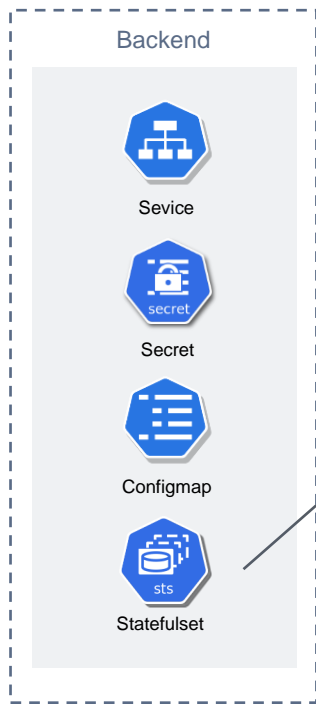 Backend
Sevice
secret
Secret
Configmap
sts
Statefulset